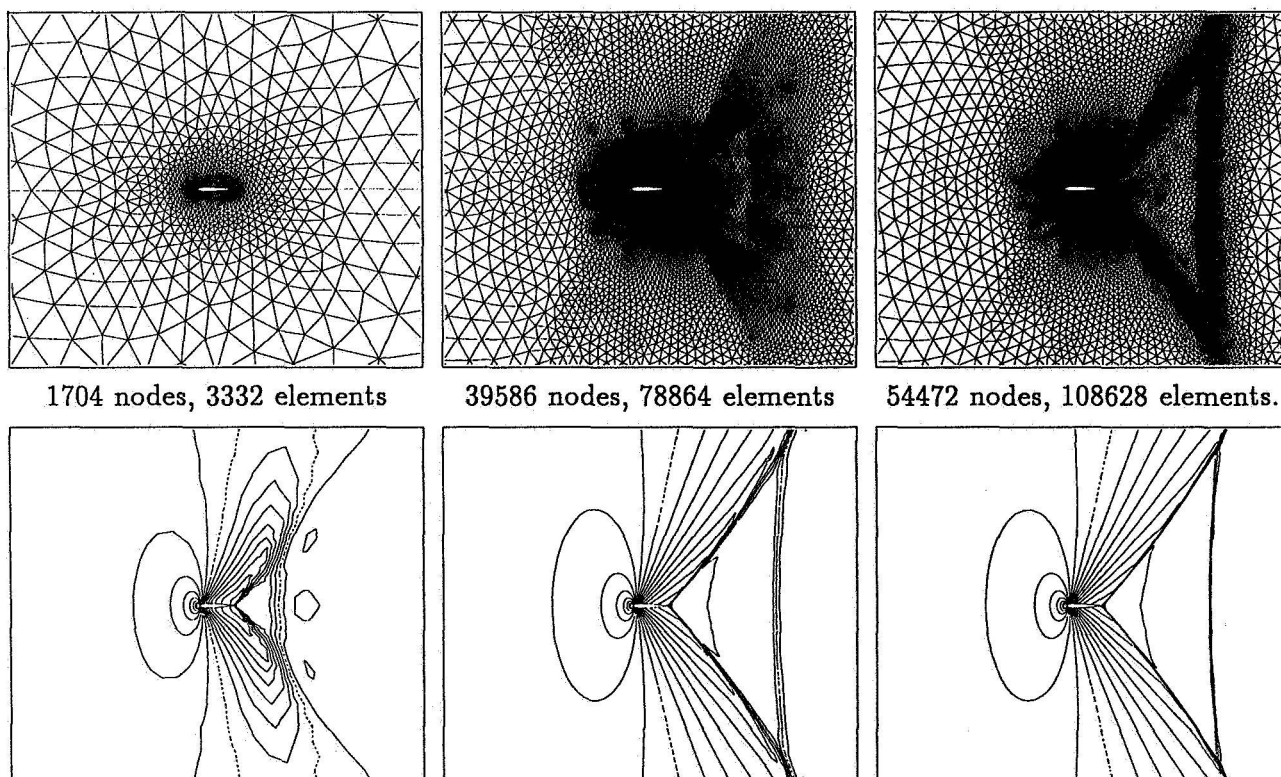 1704 nodes, 3332 elements
39586 nodes, 78864 elements
54472 nodes, 108628 elements.